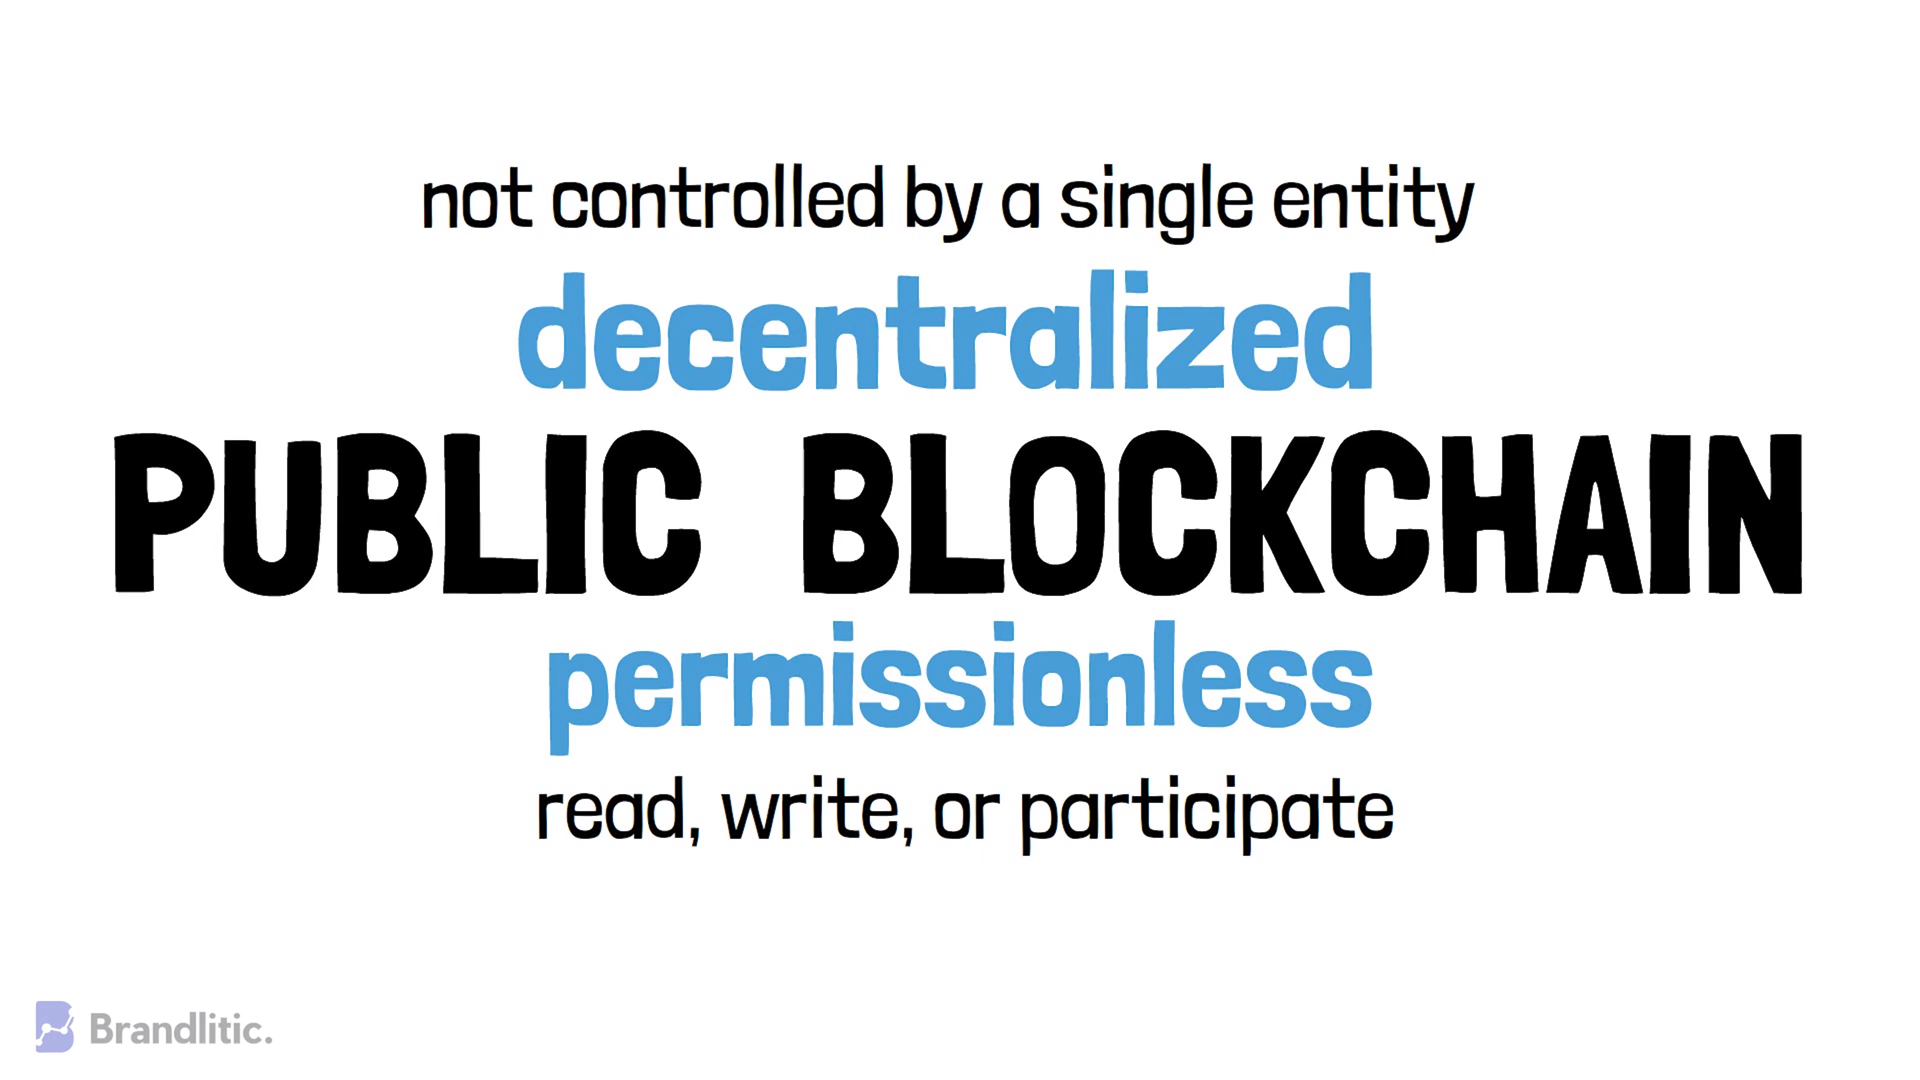 not controlled by a single entity
decentralized
PUBLIC BLOCKCHAIN
permissionless
read, write, or participate
Brandlitic.